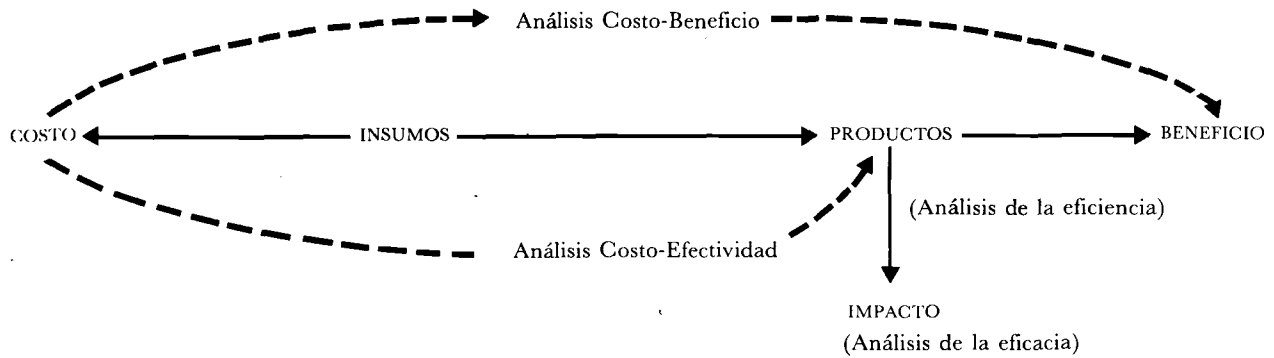 Análisis Costo-Beneficio
COSTO INSUMOS PRODUCTOS BENEFICIO
(Análisis de la eficiencia)
Análisis Costo-Efectividad
IMPACTO
(Análisis de la eficacia)